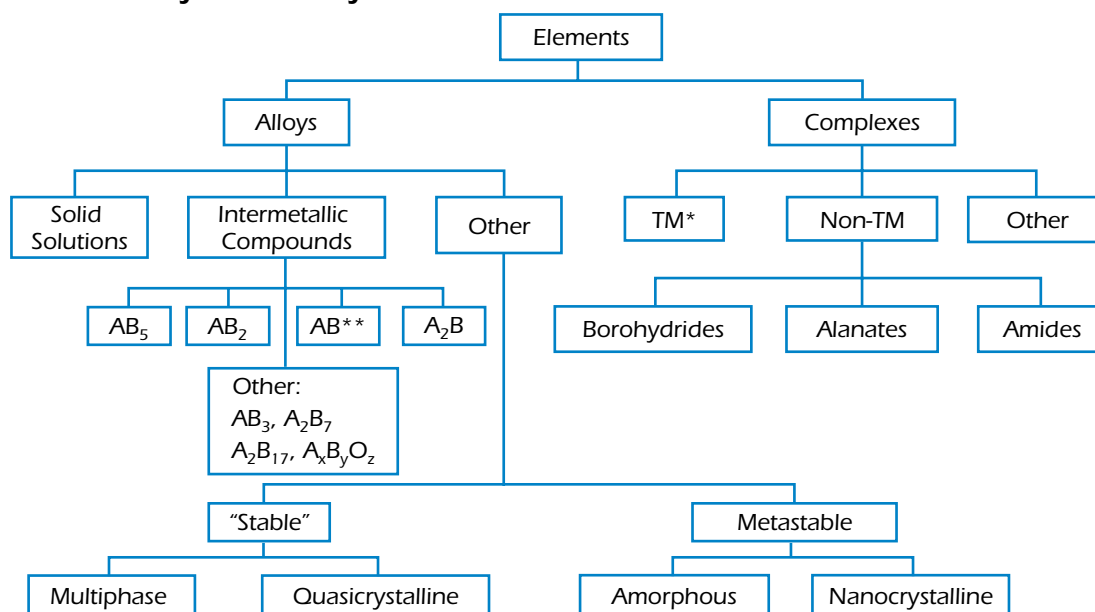 Elements
Alloys
Complexes
Solid
Solutions
Intermetallic
Compounds
Other
TM*
Non-TM
Other
AB₅
AB₂
AB**
A₂B
Borohydrides
Alanates
Amides
Other:
AB₃, A₂B₇
A₂B₁₇, AₓBᵧO_z
“Stable”
Metastable
Multiphase
Quasicrystalline
Amorphous
Nanocrystalline